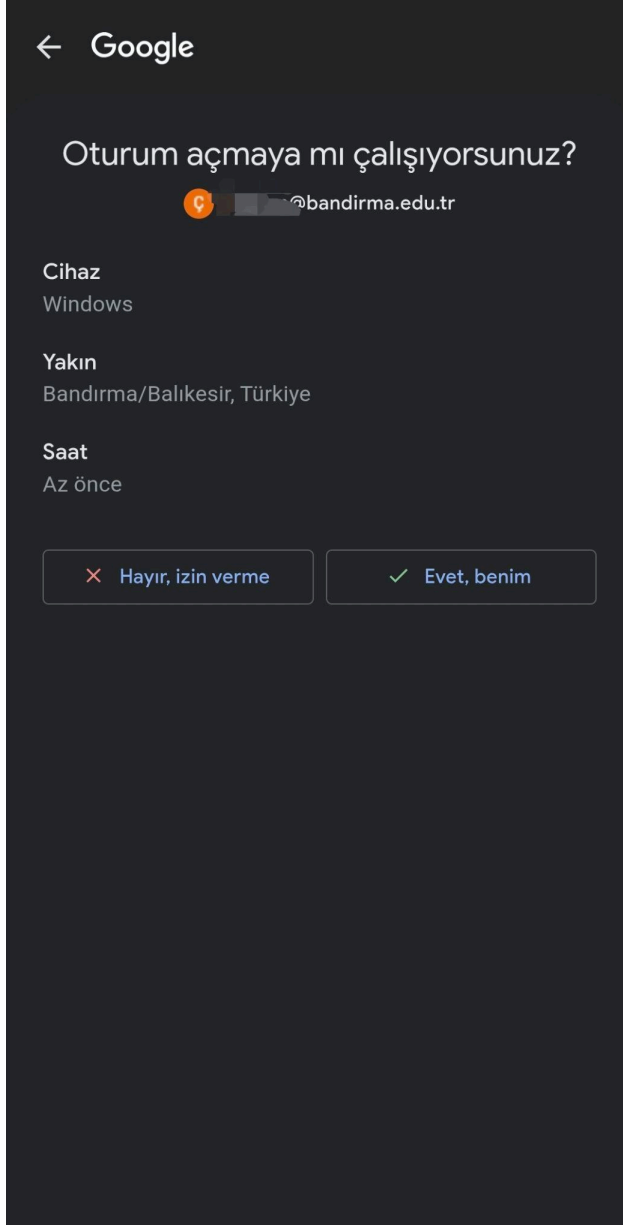 Google
Oturum açmaya mı çalışıyorsunuz?
Ç @bandirma.edu.tr
Cihaz
Windows
Yakın
Bandırma/Balıkesir, Türkiye
Saat
Az önce
Hayır, izin verme
Evet, benim